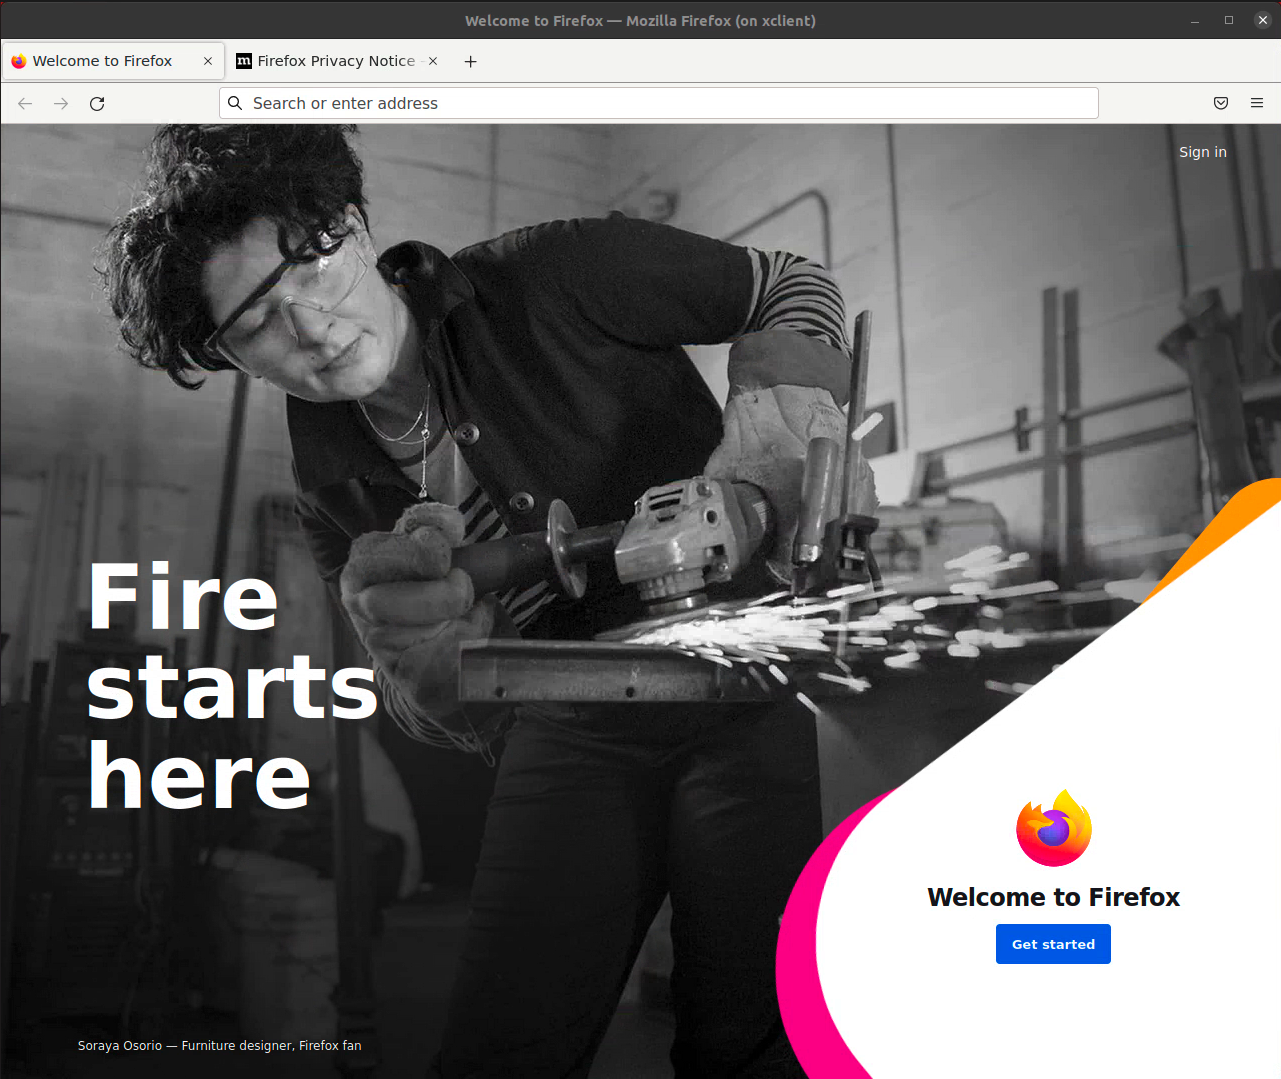 Welcome to Firefox — Mozilla Firefox (on xclient)
Welcome to Firefox
Firefox Privacy Notice
Search or enter address
Sign in
Fire
starts
here
Welcome to Firefox
Get started
Soraya Osorio — Furniture designer, Firefox fan